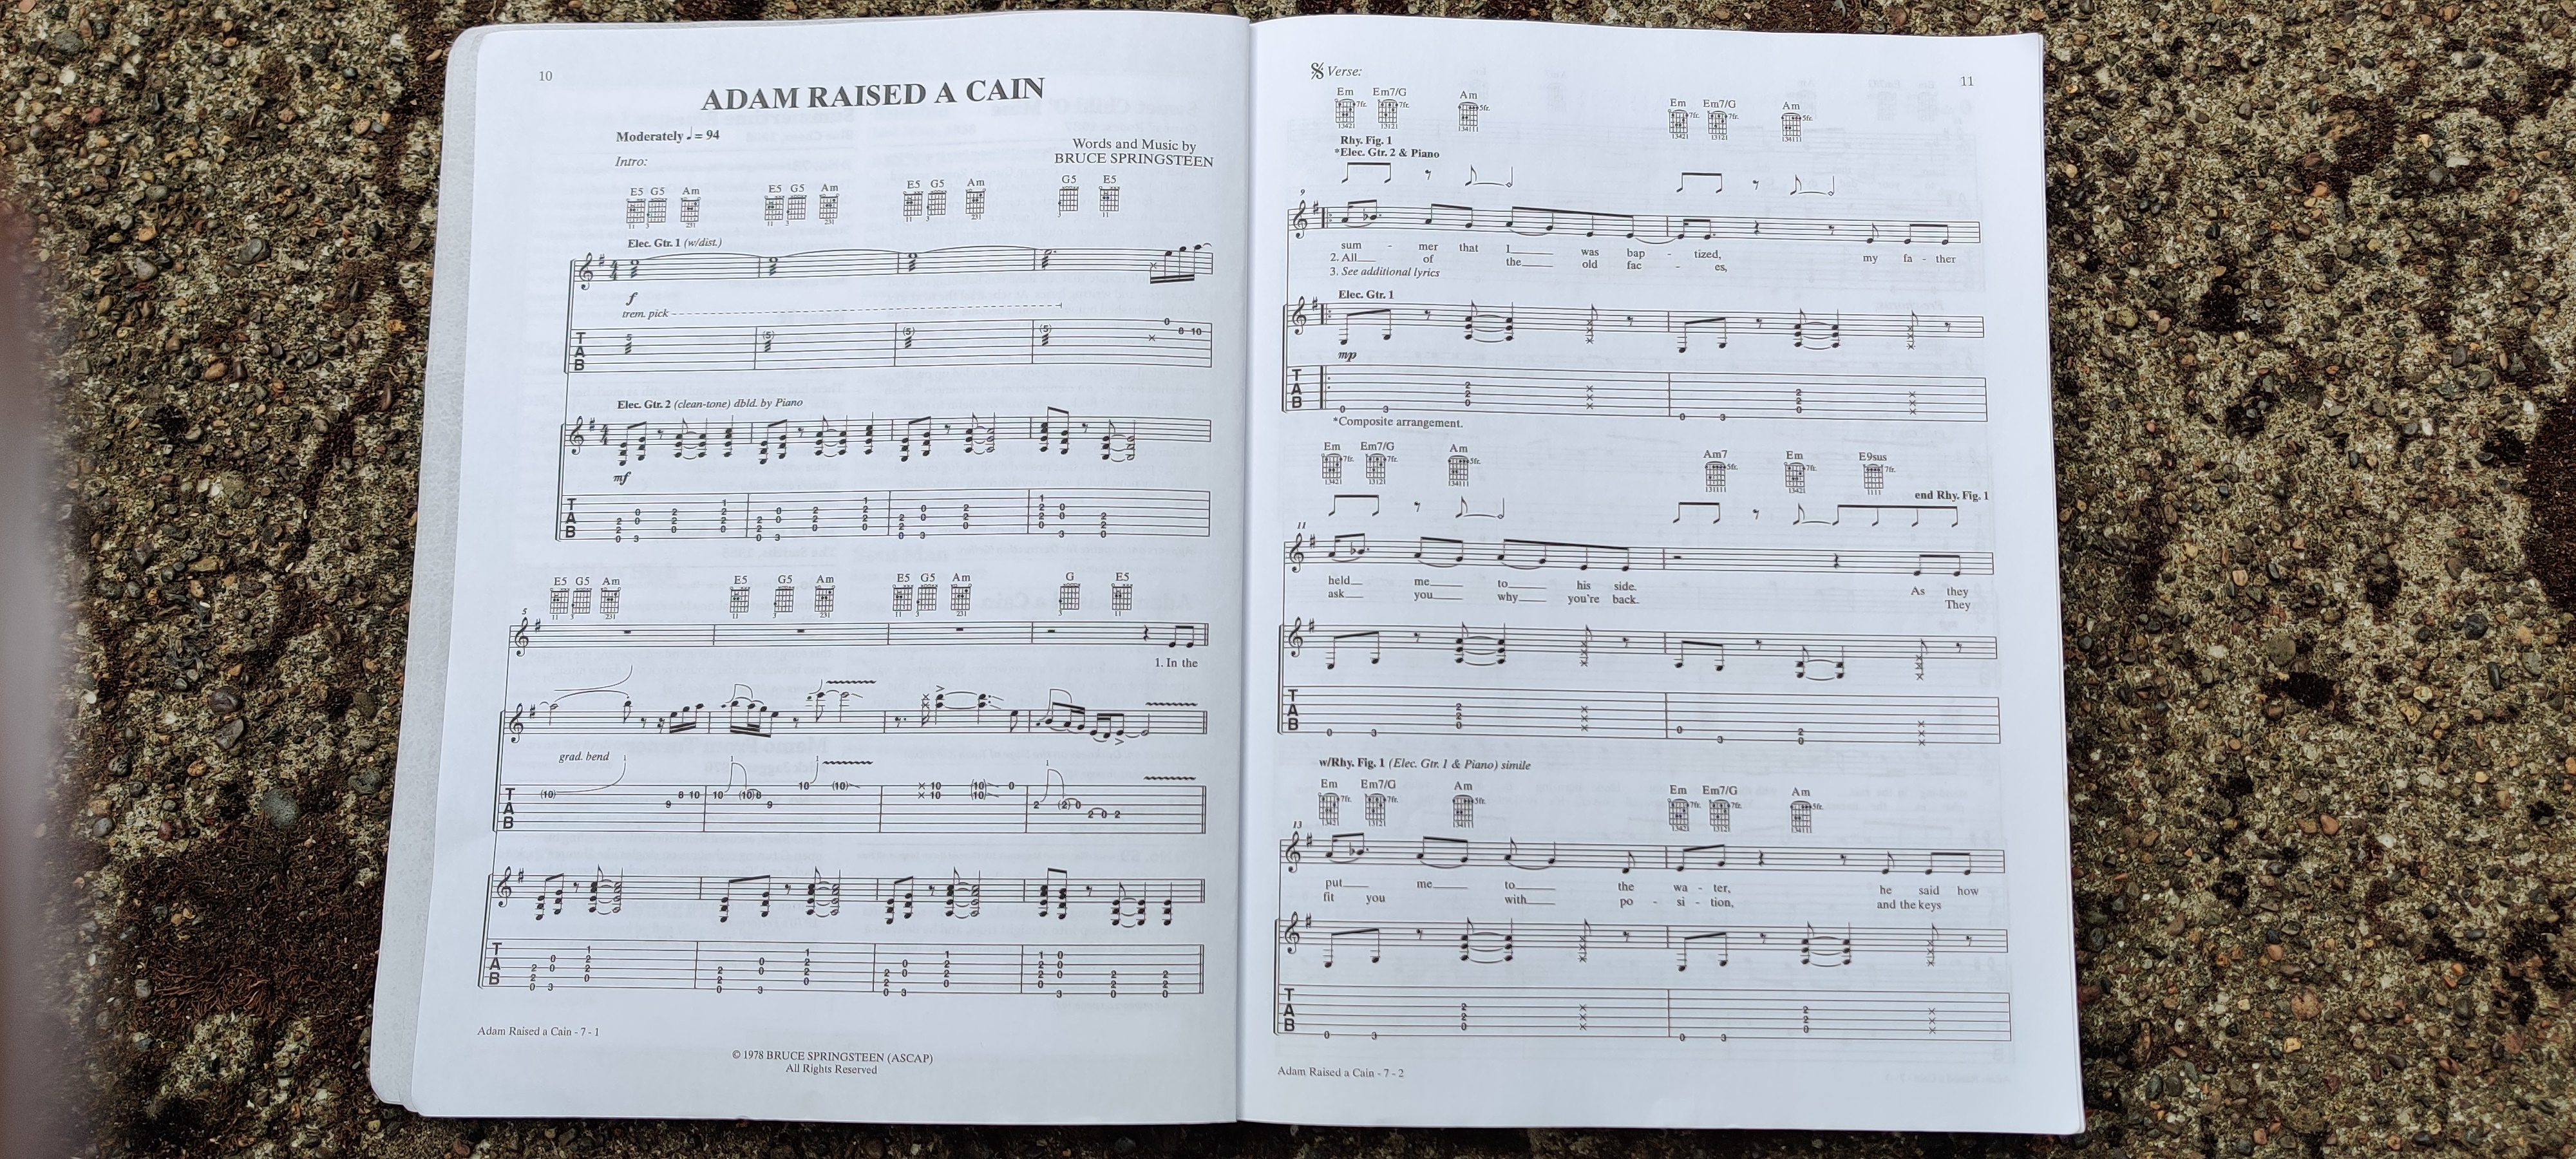 10
ADAM RAISED A CAIN
Words and Music by
BRUCE SPRINGSTEEN
Moderately ♩ = 94
Intro:
E5 G5 Am E5 G5 Am E5 G5 Am G5 E5
Elec. Gtr. 1 (w/dist.)
f
trem. pick
Elec. Gtr. 2 (clean-tone) dbld. by Piano
mf
5
E5 G5 Am E5 G5 Am E5 G5 Am G E5
1. In the
grad. bend
Adam Raised a Cain - 7 - 1
© 1978 BRUCE SPRINGSTEEN (ASCAP)
All Rights Reserved
11
Verse:
Em Em7/G Am Em Em7/G Am
Rhy. Fig. 1
*Elec. Gtr. 2 & Piano
9
sum - mer that I was bap - tized, my fa - ther
2. All of the old fac - es,
3. See additional lyrics
Elec. Gtr. 1
mp
*Composite arrangement.
Em Em7/G Am Am7 Em E9sus
end Rhy. Fig. 1
11
held me to his side. As they
ask you why you're back They
w/Rhy. Fig. 1 (Elec. Gtr. 1 & Piano) simile
Em Em7/G Am Em Em7/G Am
13
put me to the wa - ter, he said how
fit you with po - si - tion, and the keys
Adam Raised a Cain - 7 - 2